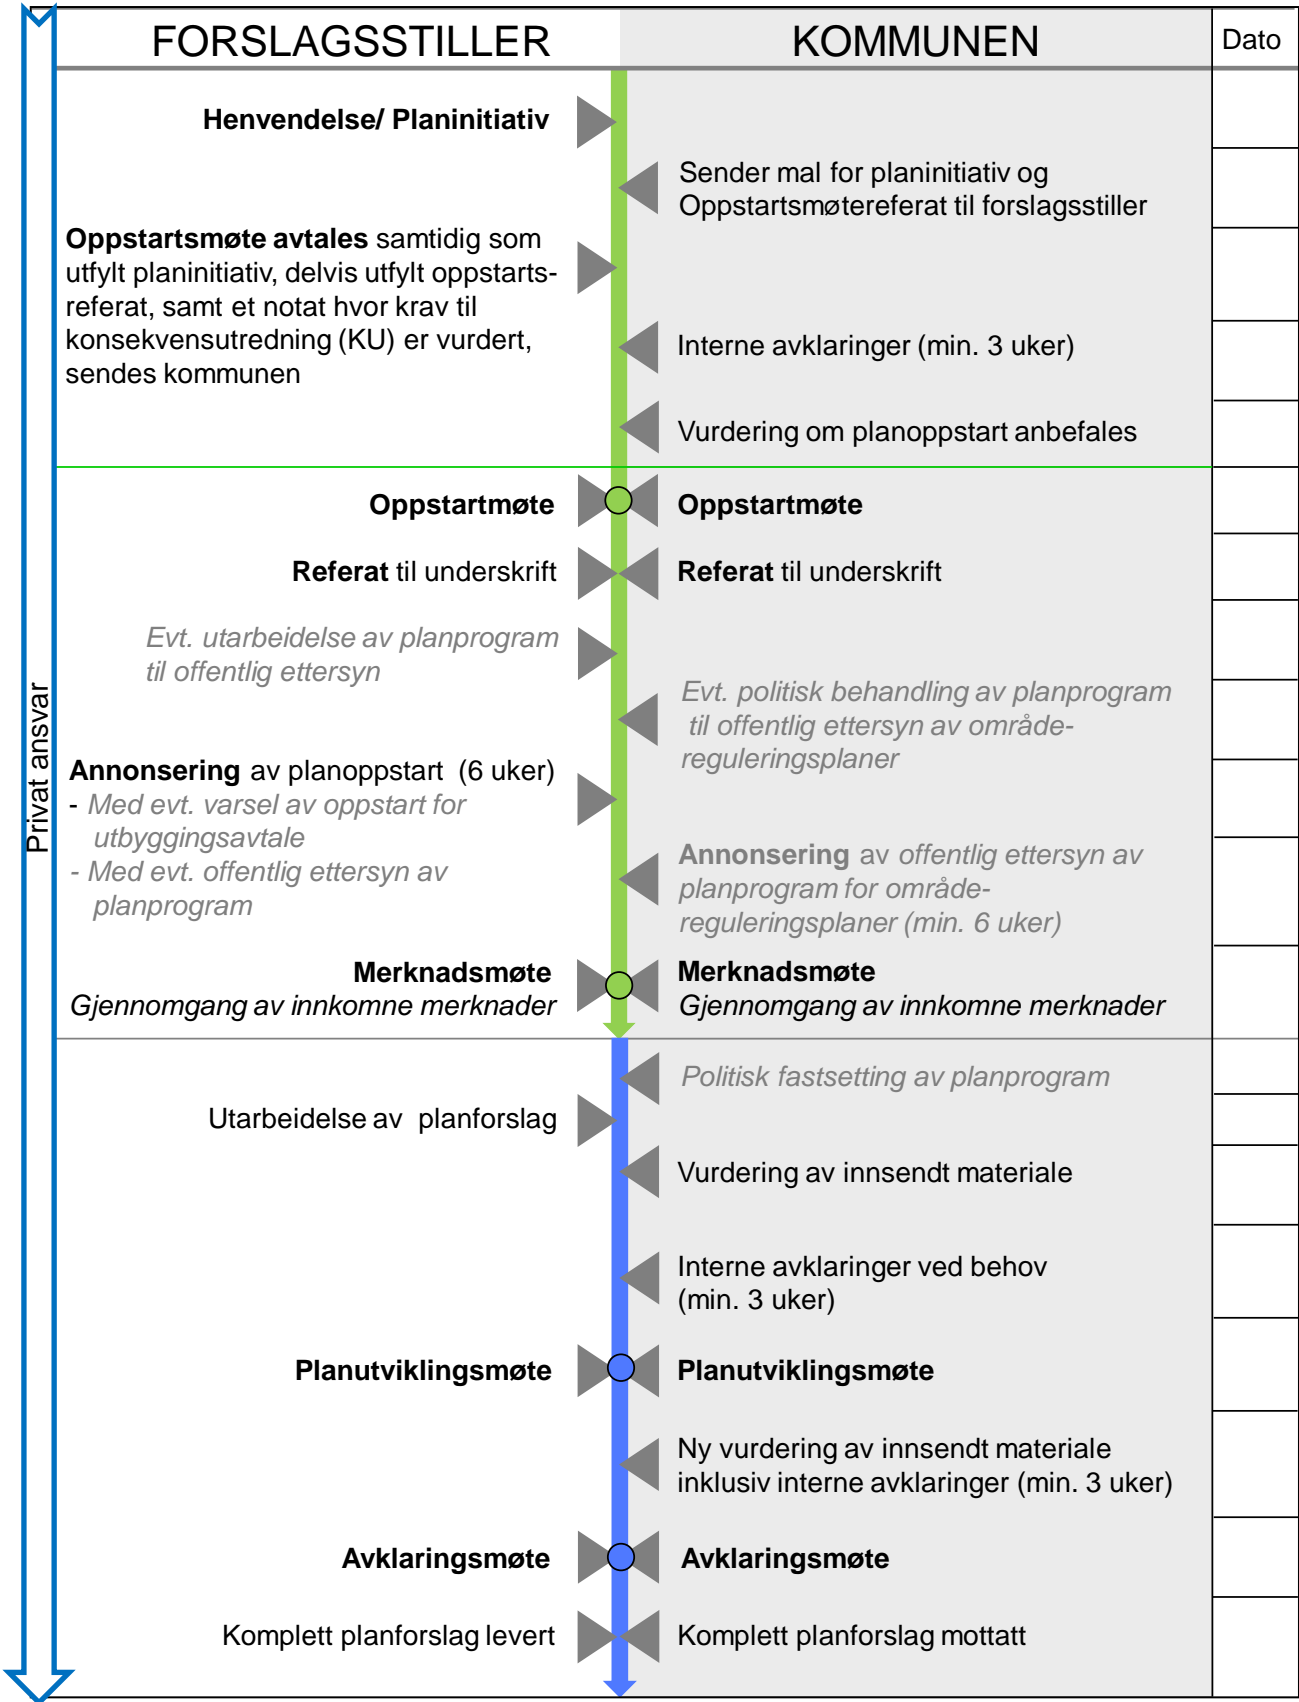 FORSLAGSSTILLER
KOMMUNEN
Dato
Henvendelse/ Planinitiativ
Sender mal for planinitiativ og
Oppstartsmøtereferat til forslagsstiller
Oppstartsmøte avtales samtidig som
utfylt planinitiativ, delvis utfylt oppstarts-
referat, samt et notat hvor krav til
konsekvensutredning (KU) er vurdert,
sendes kommunen
Interne avklaringer (min. 3 uker)
Vurdering om planoppstart anbefales
Oppstartmøte
Oppstartmøte
Referat til underskrift
Referat til underskrift
Evt. utarbeidelse av planprogram
til offentlig ettersyn
Evt. politisk behandling av planprogram
til offentlig ettersyn av område-
reguleringsplaner
Annonsering av planoppstart (6 uker)
- Med evt. varsel av oppstart for
utbyggingsavtale
- Med evt. offentlig ettersyn av
planprogram
Annonsering av offentlig ettersyn av
planprogram for område-
reguleringsplaner (min. 6 uker)
Merknadsmøte
Gjennomgang av innkomne merknader
Merknadsmøte
Gjennomgang av innkomne merknader
Privat ansvar
Politisk fastsetting av planprogram
Utarbeidelse av planforslag
Vurdering av innsendt materiale
Interne avklaringer ved behov
(min. 3 uker)
Planutviklingsmøte
Planutviklingsmøte
Ny vurdering av innsendt materiale
inklusiv interne avklaringer (min. 3 uker)
Avklaringsmøte
Avklaringsmøte
Komplett planforslag levert
Komplett planforslag mottatt